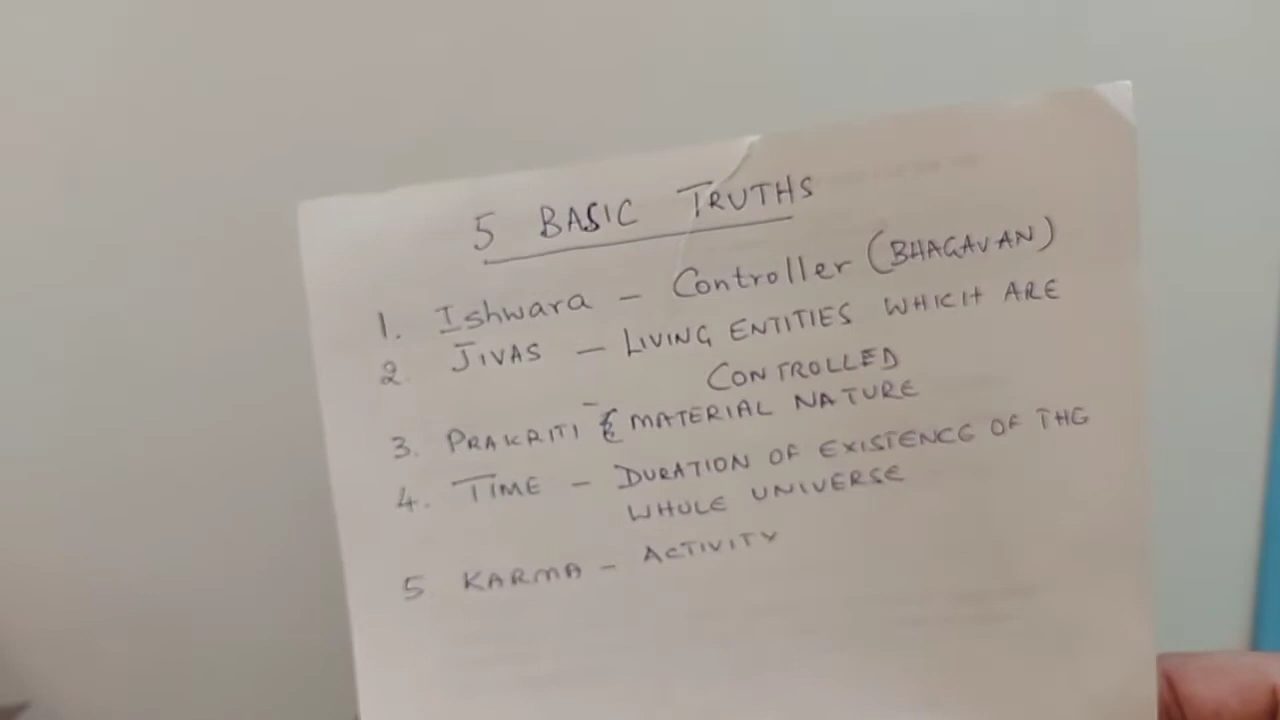 5 BASIC TRUTHS
1. Ishwara - Controller (BHAGAVAN)
2. JIVAS - LIVING ENTITIES WHICH ARE
CONTROLLED
3. PRAKRITI - MATERIAL NATURE
4. TIME - DURATION OF EXISTENCE OF THE
WHOLE UNIVERSE
5 KARMA - ACTIVITY